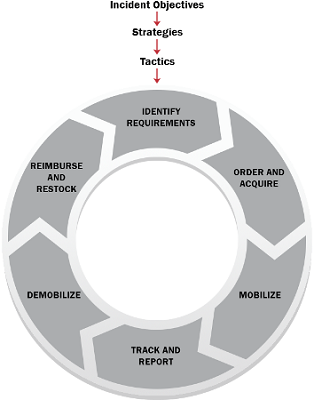 Incident Objectives
Strategies
Tactics
IDENTIFY
REQUIREMENTS
ORDER AND
ACQUIRE
MOBILIZE
TRACK AND
REPORT
DEMOBILIZE
REIMBURSE
AND
RESTOCK